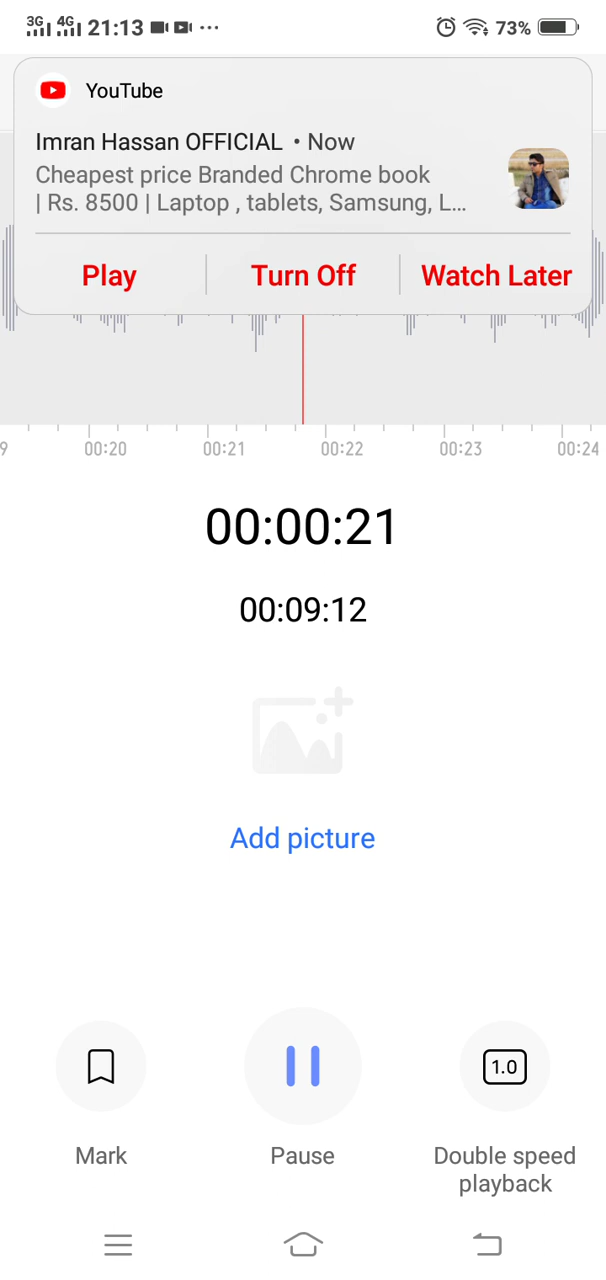 3G 4G 21:13 73%
YouTube
Imran Hassan OFFICIAL • Now
Cheapest price Branded Chrome book
| Rs. 8500 | Laptop , tablets, Samsung, L...
Play Turn Off Watch Later
9 00:20 00:21 00:22 00:23 00:24
00:00:21
00:09:12
Add picture
1.0
Mark Pause Double speed
playback